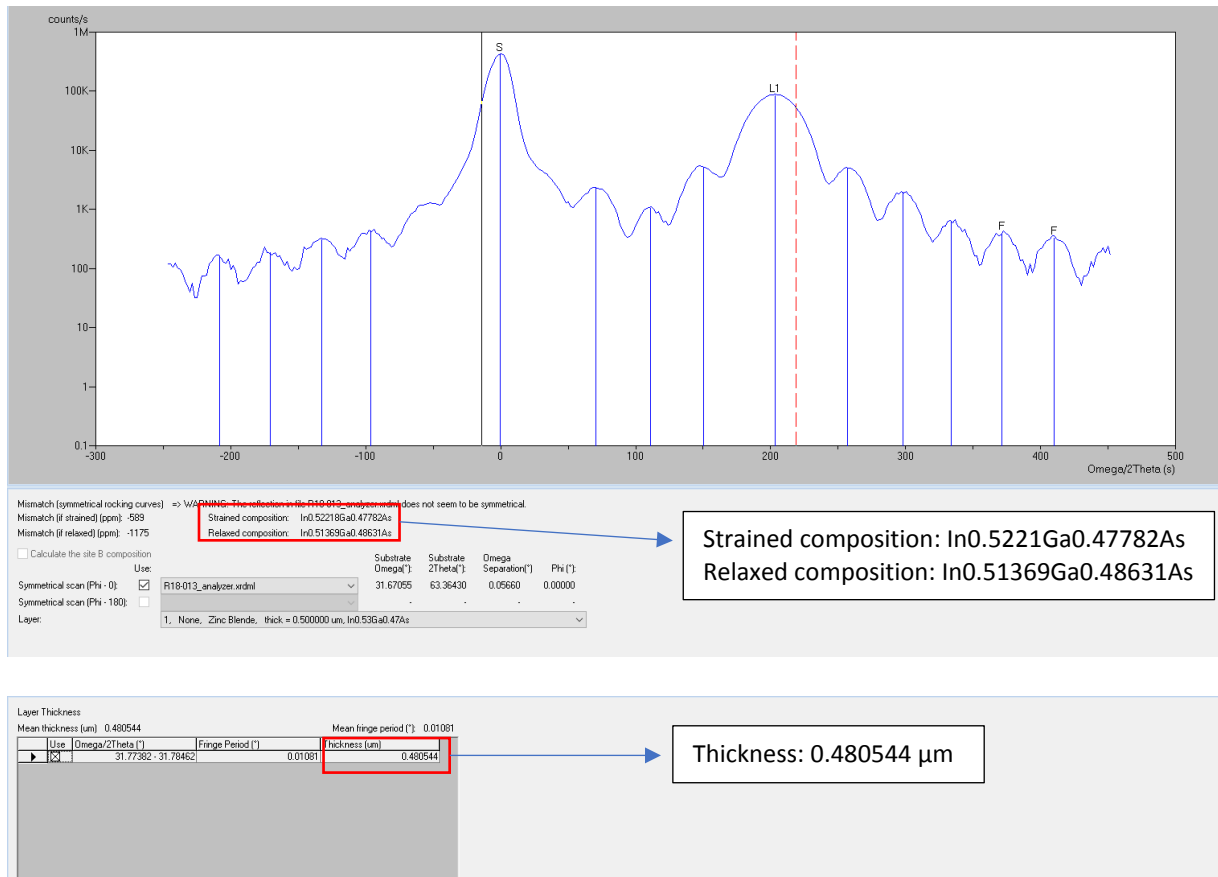 counts/s
1M
100K
10K
1K
100
10
1
0.1
S
L1
F
F
-300
-200
-100
0
100
200
300
400
500
Omega/2Theta (s)
Mismatch (symmetrical rocking curves) => WARNING: The reflection in file R18-013_analyzer.xrdml does not seem to be symmetrical.
Mismatch (if strained) (ppm): -589 Strained composition: In0.52218Ga0.47782As
Mismatch (if relaxed) (ppm): -1175 Relaxed composition: In0.51369Ga0.48631As
Strained composition: In0.5221Ga0.47782As
Relaxed composition: In0.51369Ga0.48631As
Calculate the site B composition
Use:
Substrate Omega(°):
Substrate 2Theta(°):
Omega Separation(°)
Phi (°):
Symmetrical scan (Phi - 0): R18-013_analyzer.xrdml 31.67055 63.36430 0.05660 0.00000
Symmetrical scan (Phi - 180): - - - -
Layer: 1, None, Zinc Blende, thick = 0.500000 um, In0.53Ga0.47As
Layer Thickness
Mean thickness (um) 0.480544 Mean fringe period (°): 0.01081
Use Omega/2Theta (°) Fringe Period (°) Thickness (um)
31.77382 - 31.78462 0.01081 0.480544
Thickness: 0.480544 µm